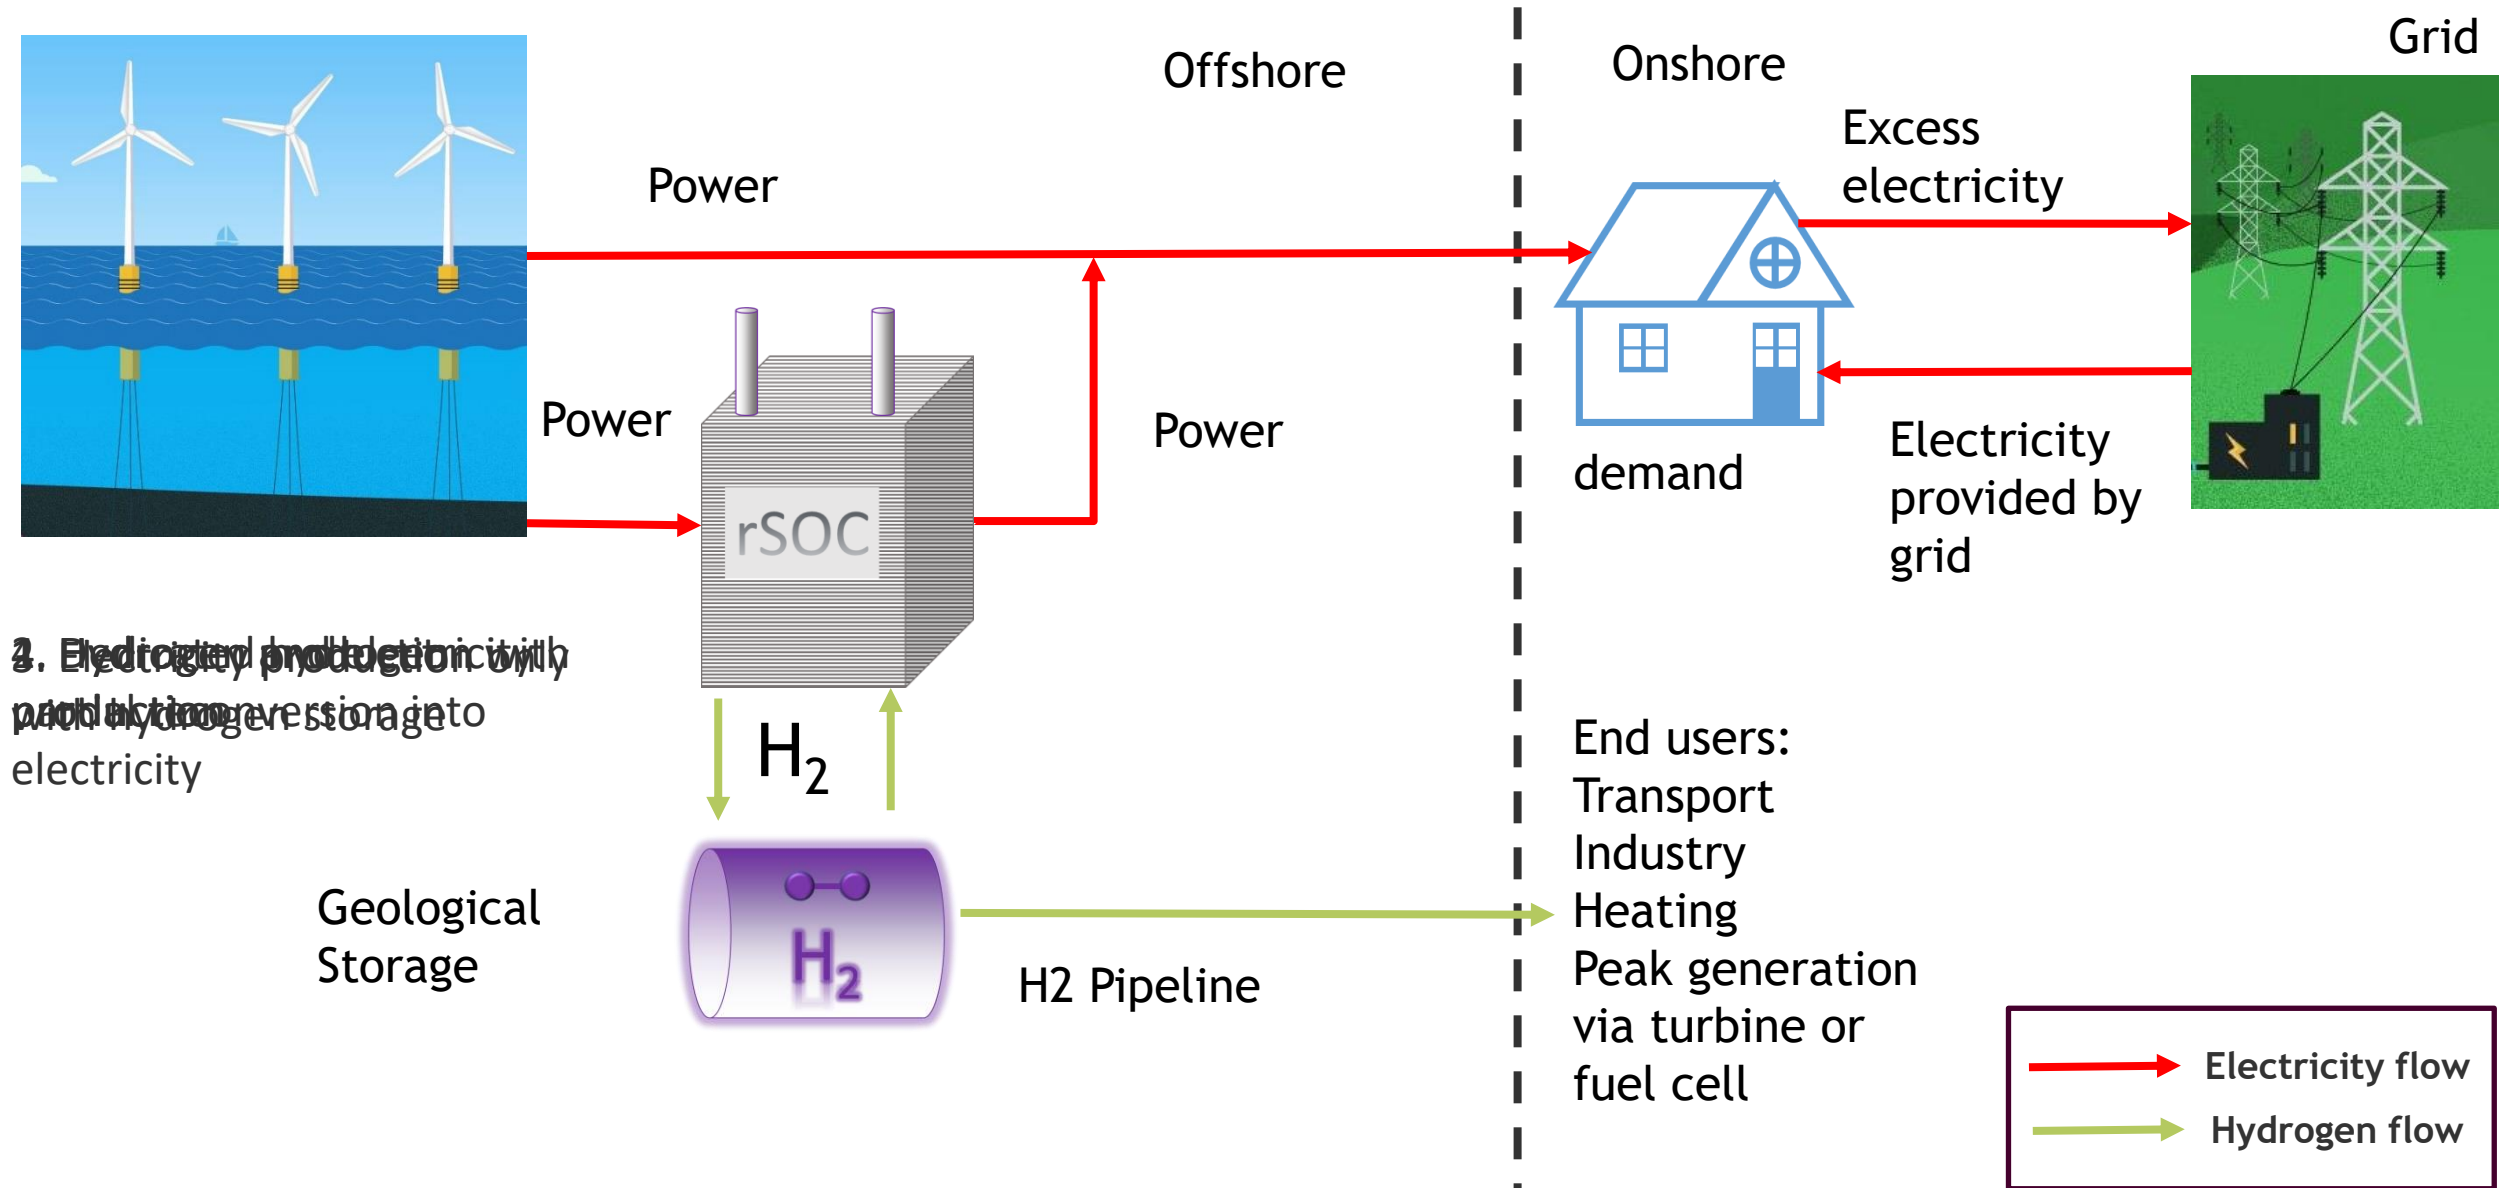 Offshore
Onshore
Grid
Excess
electricity
Power
Power
Power
rSOC
demand
Electricity
provided by
grid
electricity
H₂
Geological
Storage
H₂
H2 Pipeline
End users:
Transport
Industry
Heating
Peak generation
via turbine or
fuel cell
Electricity flow
Hydrogen flow